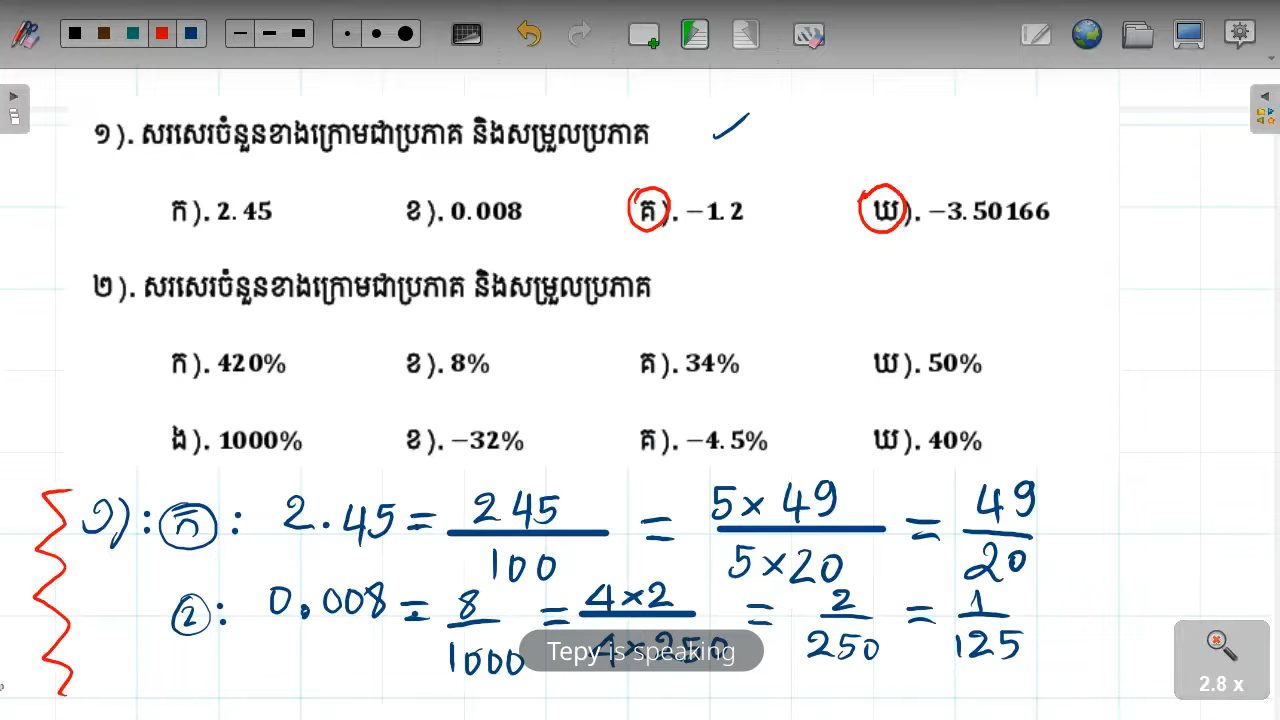 ១). សរសេរចំនួនខាងក្រោមជាប្រភាគ និងសម្រួលប្រភាគ
ក). 2.45 ខ). 0.008 គ). −1.2 ឃ). −3.50166
២). សរសេរចំនួនខាងក្រោមជាប្រភាគ និងសម្រួលប្រភាគ
ក). 420% ខ). 8% គ). 34% ឃ). 50%
ង). 1000% ខ). −32% គ). −4.5% ឃ). 40%
១): ក : 2.45 = 245/100 = 5×49/5×20 = 49/20
ខ : 0.008 = 8/1000 = 4×2/4×250 = 2/250 = 1/125
Tepy is speaking
2.8 x